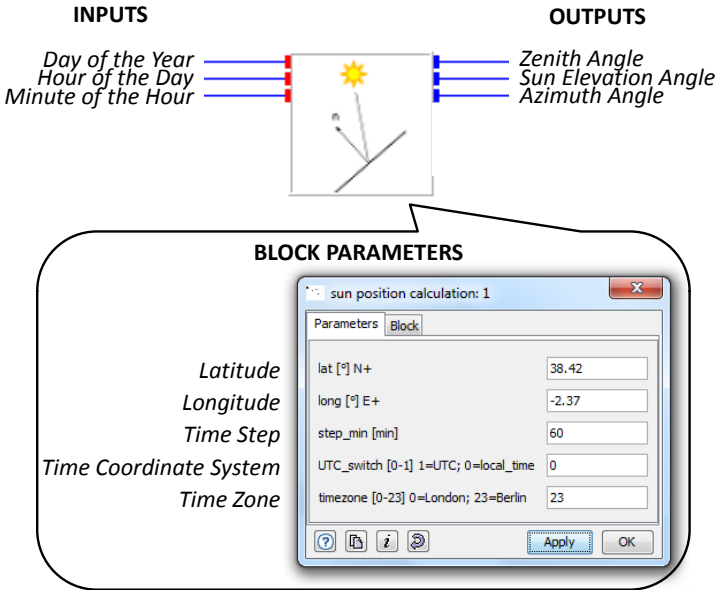 INPUTS
OUTPUTS
Day of the Year
Hour of the Day
Minute of the Hour
Zenith Angle
Sun Elevation Angle
Azimuth Angle
n
BLOCK PARAMETERS
sun position calculation: 1
Parameters Block
Latitude lat [°] N+ 38.42
Longitude long [°] E+ -2.37
Time Step step_min [min] 60
Time Coordinate System UTC_switch [0-1] 1=UTC; 0=local_time 0
Time Zone timezone [0-23] 0=London; 23=Berlin 23
Apply OK